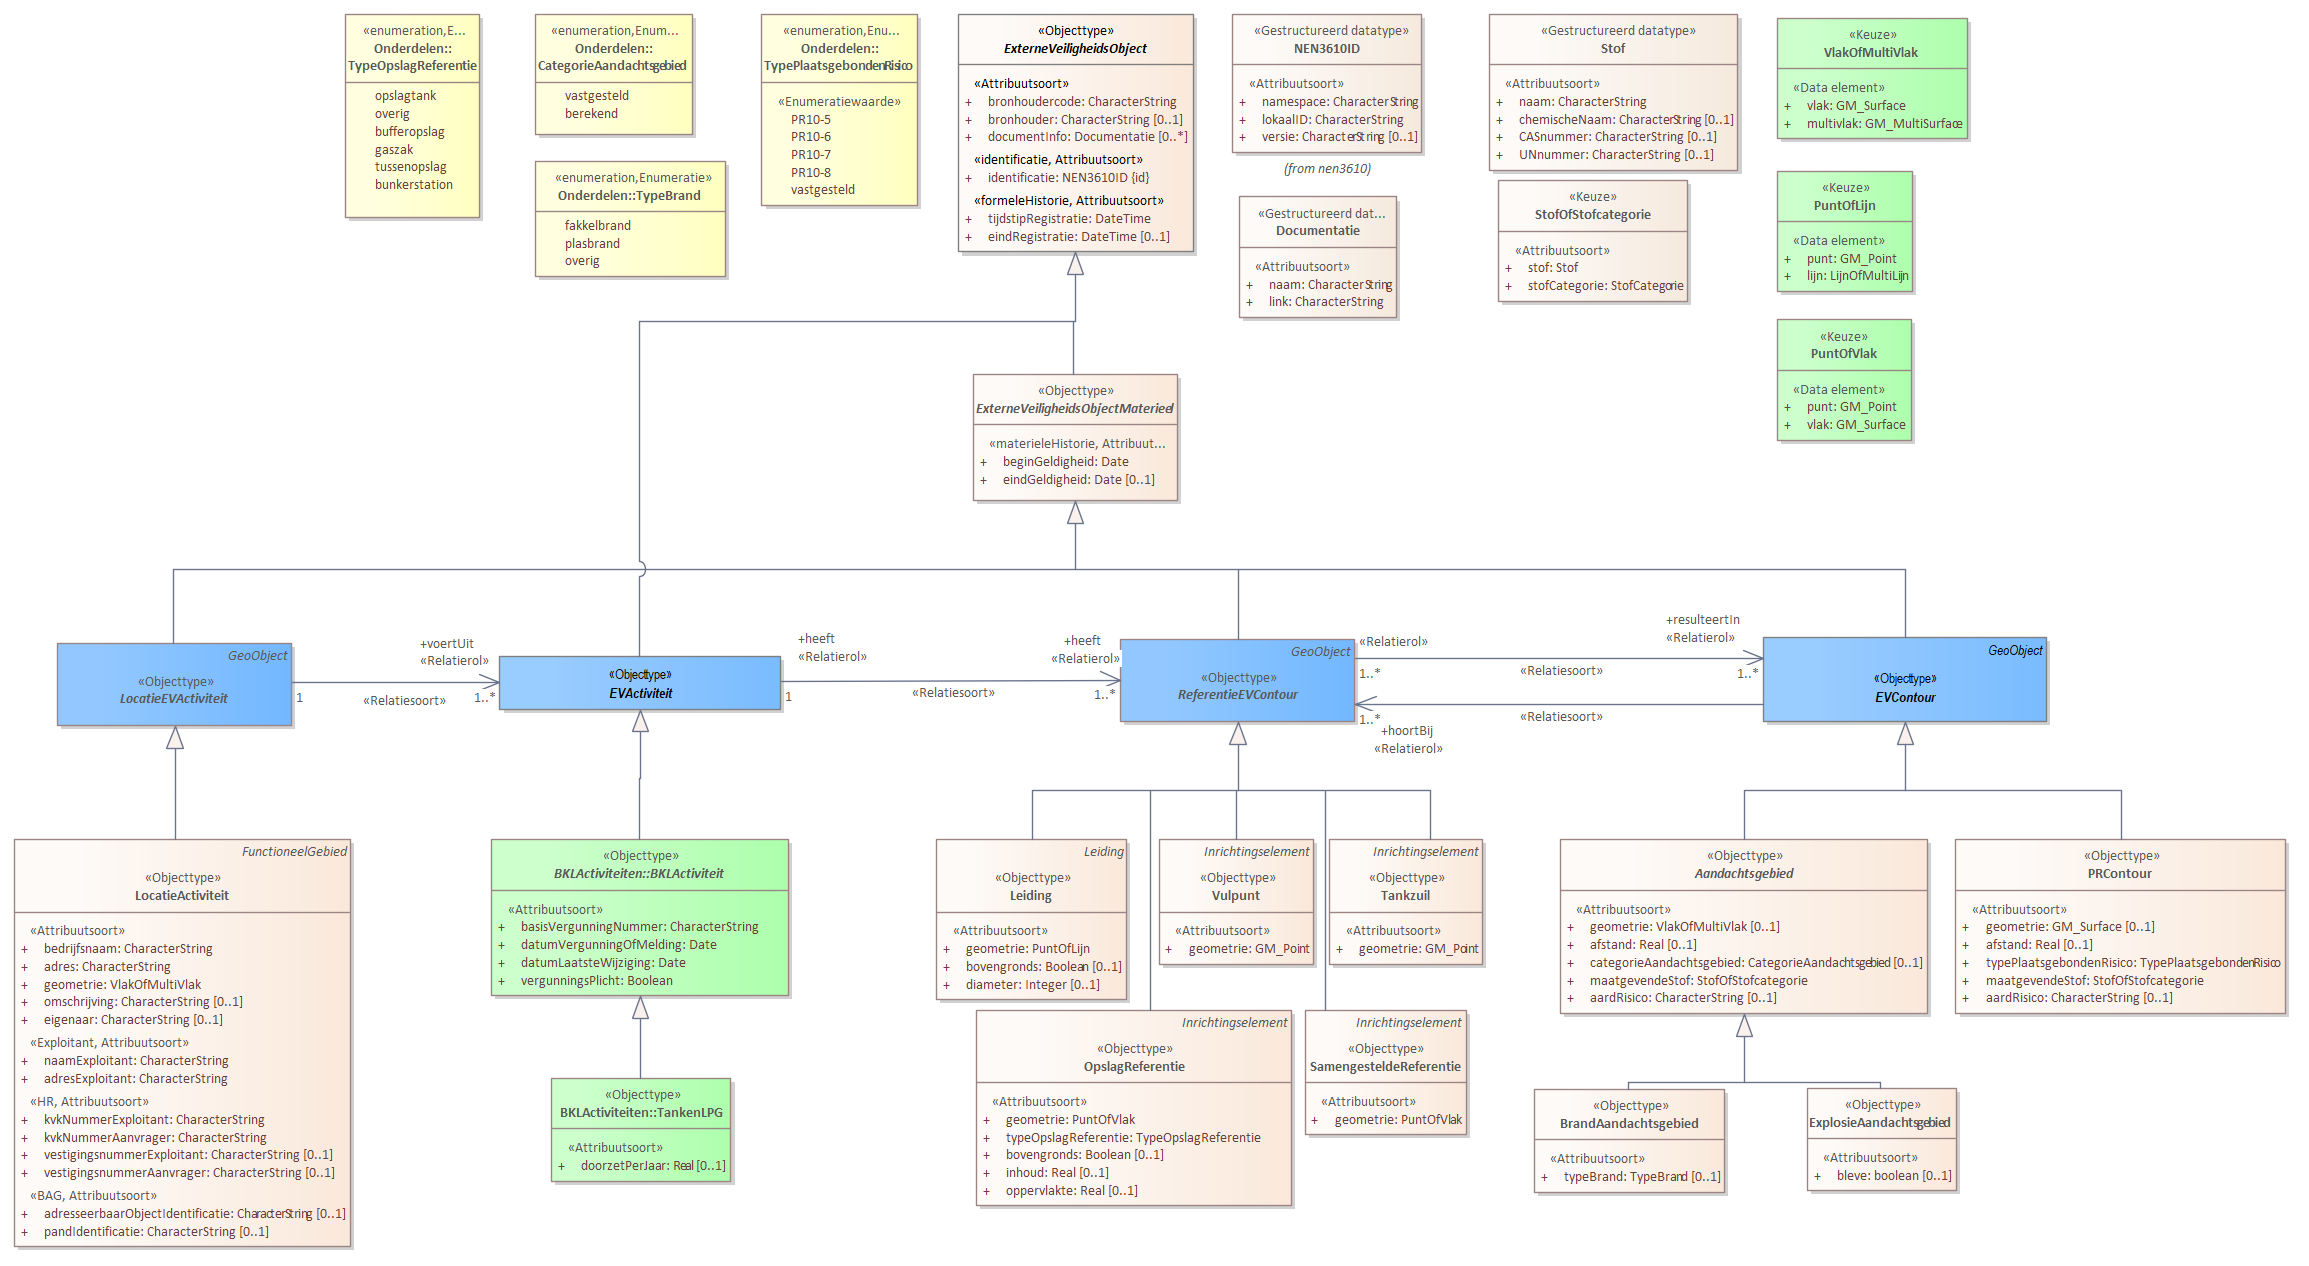 «enumeration,E...
Onderdelen::
TypeOpslagReferentie
opslagtank
overig
bufferopslag
gaszak
tussenopslag
bunkerstation
«enumeration,Enum...
Onderdelen::
CategorieAandachtsgebied
vastgesteld
berekend
«enumeration,Enumeratie»
Onderdelen::TypeBrand
fakkelbrand
plasbrand
overig
«enumeration,Enu...
Onderdelen::
TypePlaatsgebondenRisico
«Enumeratiewaarde»
PR10-5
PR10-6
PR10-7
PR10-8
vastgesteld
«Objecttype»
ExterneVeiligheidsObject
«Attribuutsoort»
+ bronhoudercode: CharacterString
+ bronhouder: CharacterString [0..1]
+ documentInfo: Documentatie [0..*]
«identificatie, Attribuutsoort»
+ identificatie: NEN3610ID {id}
«formeleHistorie, Attribuutsoort»
+ tijdstipRegistratie: DateTime
+ eindRegistratie: DateTime [0..1]
«Gestructureerd datatype»
NEN3610ID
«Attribuutsoort»
+ namespace: CharacterString
+ lokaalID: CharacterString
+ versie: CharacterString [0..1]
(from nen3610)
«Gestructureerd dat...
Documentatie
«Attribuutsoort»
+ naam: CharacterString
+ link: CharacterString
«Gestructureerd datatype»
Stof
«Attribuutsoort»
+ naam: CharacterString
+ chemischeNaam: CharacterString [0..1]
+ CASnummer: CharacterString [0..1]
+ UNnummer: CharacterString [0..1]
«Keuze»
StofOfStofcategorie
«Attribuutsoort»
+ stof: Stof
+ stofCategorie: StofCategorie
«Keuze»
VlakOfMultiVlak
«Data element»
+ vlak: GM_Surface
+ multivlak: GM_MultiSurface
«Keuze»
PuntOfLijn
«Data element»
+ punt: GM_Point
+ lijn: LijnOfMultiLijn
«Keuze»
PuntOfVlak
«Data element»
+ punt: GM_Point
+ vlak: GM_Surface
«Objecttype»
ExterneVeiligheidsObjectMaterieel
«materieleHistorie, Attribuut...
+ beginGeldigheid: Date
+ eindGeldigheid: Date [0..1]
GeoObject
«Objecttype»
LocatieEVActiviteit
+voertUit
«Relatierol»
1
«Relatiesoort»
1..*
«Objecttype»
EVActiviteit
+heeft
«Relatierol»
1
«Relatiesoort»
+heeft
«Relatierol»
1..*
GeoObject
«Objecttype»
ReferentieEVContour
«Relatierol»
1..*
«Relatiesoort»
+resulteertIn
«Relatierol»
1..*
«Relatiesoort»
1..*
+hoortBij
«Relatierol»
GeoObject
«Objecttype»
EVContour
FunctioneelGebied
«Objecttype»
LocatieActiviteit
«Attribuutsoort»
+ bedrijfsnaam: CharacterString
+ adres: CharacterString
+ geometrie: VlakOfMultiVlak
+ omschrijving: CharacterString [0..1]
+ eigenaar: CharacterString [0..1]
«Exploitant, Attribuutsoort»
+ naamExploitant: CharacterString
+ adresExploitant: CharacterString
«HR, Attribuutsoort»
+ kvkNummerExploitant: CharacterString
+ kvkNummerAanvrager: CharacterString
+ vestigingsnummerExploitant: CharacterString [0..1]
+ vestigingsnummerAanvrager: CharacterString [0..1]
«BAG, Attribuutsoort»
+ adresseerbaarObjectIdentificatie: CharacterString [0..1]
+ pandIdentificatie: CharacterString [0..1]
«Objecttype»
BKLActiviteiten::BKLActiviteit
«Attribuutsoort»
+ basisVergunningNummer: CharacterString
+ datumVergunningOfMelding: Date
+ datumLaatsteWijziging: Date
+ vergunningsPlicht: Boolean
«Objecttype»
BKLActiviteiten::TankenLPG
«Attribuutsoort»
+ doorzetPerJaar: Real [0..1]
Leiding
«Objecttype»
Leiding
«Attribuutsoort»
+ geometrie: PuntOfLijn
+ bovengronds: Boolean [0..1]
+ diameter: Integer [0..1]
Inrichtingselement
«Objecttype»
Vulpunt
«Attribuutsoort»
+ geometrie: GM_Point
Inrichtingselement
«Objecttype»
Tankzuil
«Attribuutsoort»
+ geometrie: GM_Point
Inrichtingselement
«Objecttype»
OpslagReferentie
«Attribuutsoort»
+ geometrie: PuntOfVlak
+ typeOpslagReferentie: TypeOpslagReferentie
+ bovengronds: Boolean [0..1]
+ inhoud: Real [0..1]
+ oppervlakte: Real [0..1]
Inrichtingselement
«Objecttype»
SamengesteldeReferentie
«Attribuutsoort»
+ geometrie: PuntOfVlak
«Objecttype»
Aandachtsgebied
«Attribuutsoort»
+ geometrie: VlakOfMultiVlak [0..1]
+ afstand: Real [0..1]
+ categorieAandachtsgebied: CategorieAandachtsgebied [0..1]
+ maatgevendeStof: StofOfStofcategorie
+ aardRisico: CharacterString [0..1]
«Objecttype»
PRContour
«Attribuutsoort»
+ geometrie: GM_Surface [0..1]
+ afstand: Real [0..1]
+ typePlaatsgebondenRisico: TypePlaatsgebondenRisico
+ maatgevendeStof: StofOfStofcategorie
+ aardRisico: CharacterString [0..1]
«Objecttype»
BrandAandachtsgebied
«Attribuutsoort»
+ typeBrand: TypeBrand [0..1]
«Objecttype»
ExplosieAandachtsgebied
«Attribuutsoort»
+ bleve: boolean [0..1]